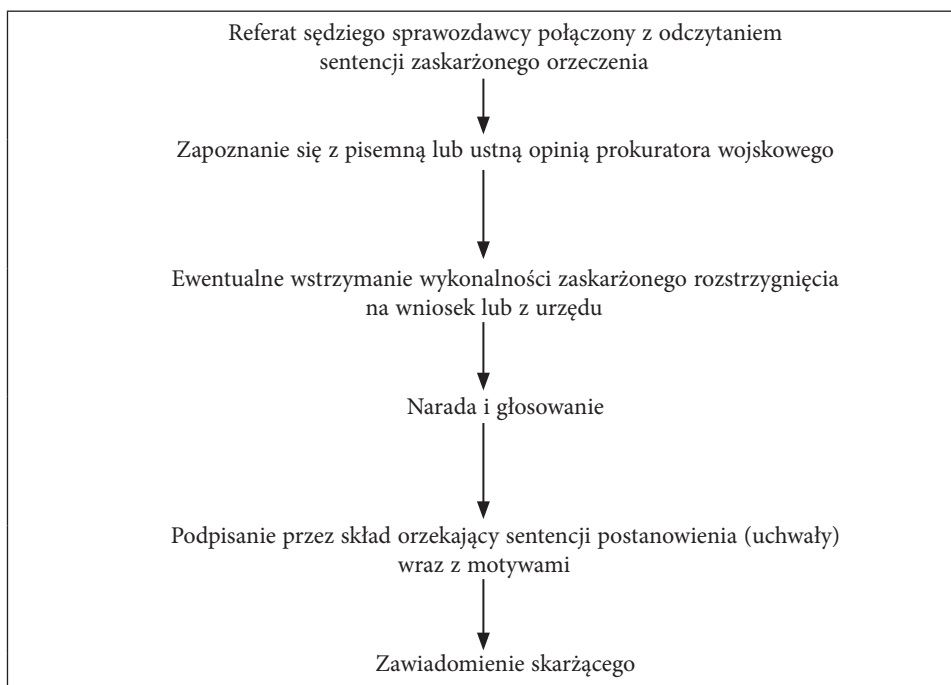 Referat sędziego sprawozdawcy połączony z odczytaniem
sentencji zaskarżonego orzeczenia
Zapoznanie się z pisemną lub ustną opinią prokuratora wojskowego
Ewentualne wstrzymanie wykonalności zaskarżonego rozstrzygnięcia
na wniosek lub z urzędu
Narada i głosowanie
Podpisanie przez skład orzekający sentencji postanowienia (uchwały)
wraz z motywami
Zawiadomienie skarżącego